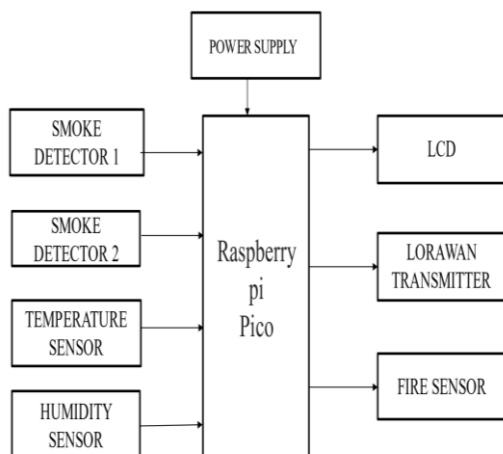 POWER SUPPLY
SMOKE
DETECTOR 1
SMOKE
DETECTOR 2
TEMPERATURE
SENSOR
HUMIDITY
SENSOR
Raspberry
pi
Pico
LCD
LORAWAN
TRANSMITTER
FIRE SENSOR